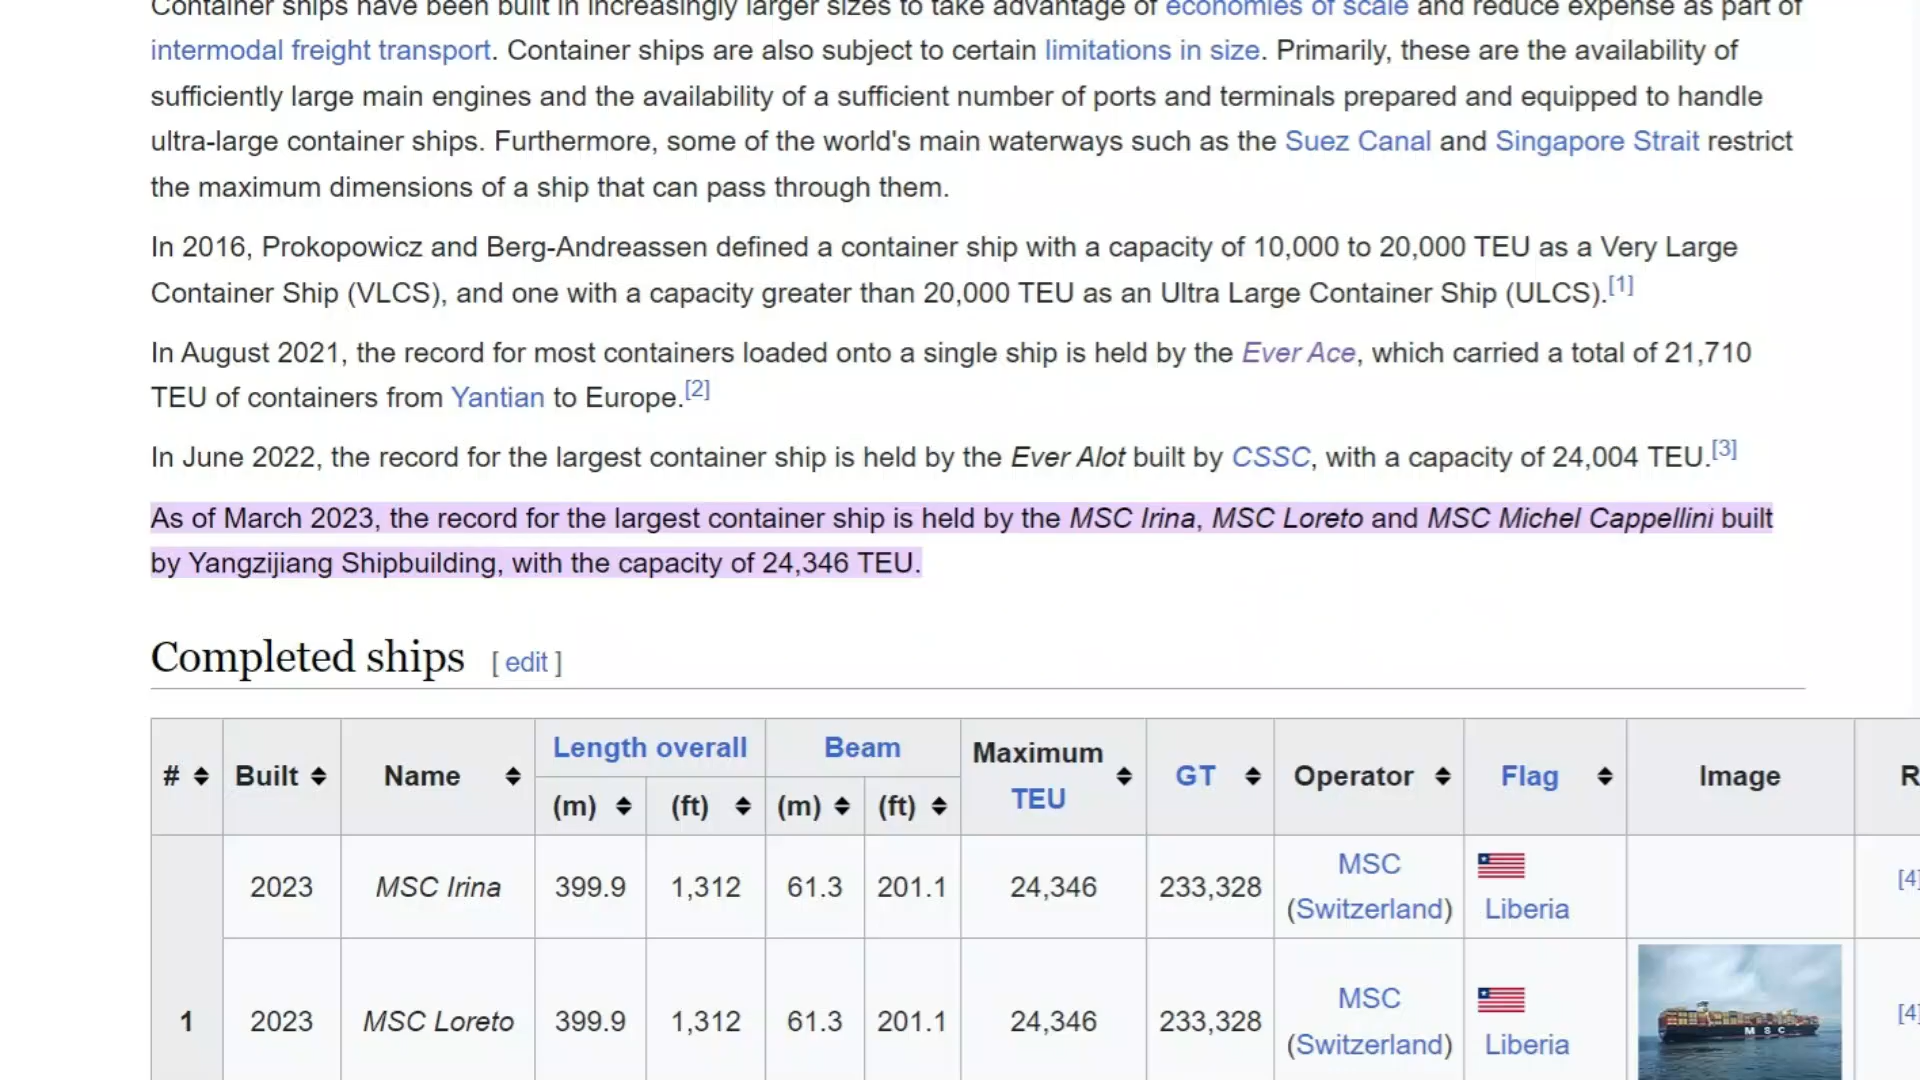 Container ships have been built in increasingly larger sizes to take advantage of economies of scale and reduce expense as part of
intermodal freight transport. Container ships are also subject to certain limitations in size. Primarily, these are the availability of
sufficiently large main engines and the availability of a sufficient number of ports and terminals prepared and equipped to handle
ultra-large container ships. Furthermore, some of the world's main waterways such as the Suez Canal and Singapore Strait restrict
the maximum dimensions of a ship that can pass through them.
In 2016, Prokopowicz and Berg-Andreassen defined a container ship with a capacity of 10,000 to 20,000 TEU as a Very Large
Container Ship (VLCS), and one with a capacity greater than 20,000 TEU as an Ultra Large Container Ship (ULCS).[1]
In August 2021, the record for most containers loaded onto a single ship is held by the Ever Ace, which carried a total of 21,710
TEU of containers from Yantian to Europe.[2]
In June 2022, the record for the largest container ship is held by the Ever Alot built by CSSC, with a capacity of 24,004 TEU.[3]
As of March 2023, the record for the largest container ship is held by the MSC Irina, MSC Loreto and MSC Michel Cappellini built
by Yangzijiang Shipbuilding, with the capacity of 24,346 TEU.
Completed ships [ edit ]
# Built Name Length overall Beam Maximum TEU GT Operator Flag Image R
(m) (ft) (m) (ft)
2023 MSC Irina 399.9 1,312 61.3 201.1 24,346 233,328 MSC (Switzerland) Liberia [4]
1 2023 MSC Loreto 399.9 1,312 61.3 201.1 24,346 233,328 MSC (Switzerland) Liberia MSC [4]